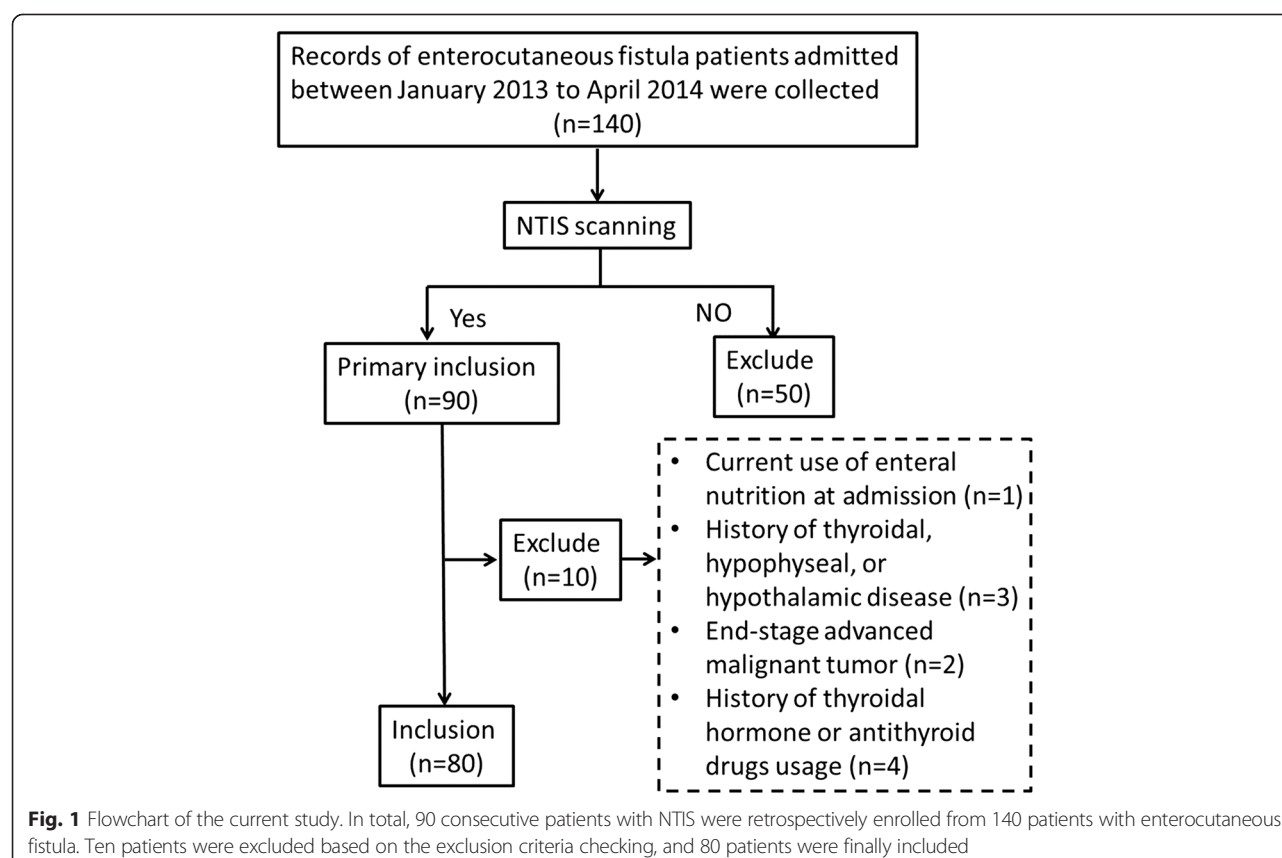 Records of enterocutaneous fistula patients admitted
between January 2013 to April 2014 were collected
(n=140)
NTIS scanning
Yes
NO
Primary inclusion
(n=90)
Exclude
(n=50)
Exclude
(n=10)
• Current use of enteral
nutrition at admission (n=1)
• History of thyroidal,
hypophyseal, or
hypothalamic disease (n=3)
• End-stage advanced
malignant tumor (n=2)
• History of thyroidal
hormone or antithyroid
drugs usage (n=4)
Inclusion
(n=80)
Fig. 1 Flowchart of the current study. In total, 90 consecutive patients with NTIS were retrospectively enrolled from 140 patients with enterocutaneous
fistula. Ten patients were excluded based on the exclusion criteria checking, and 80 patients were finally included